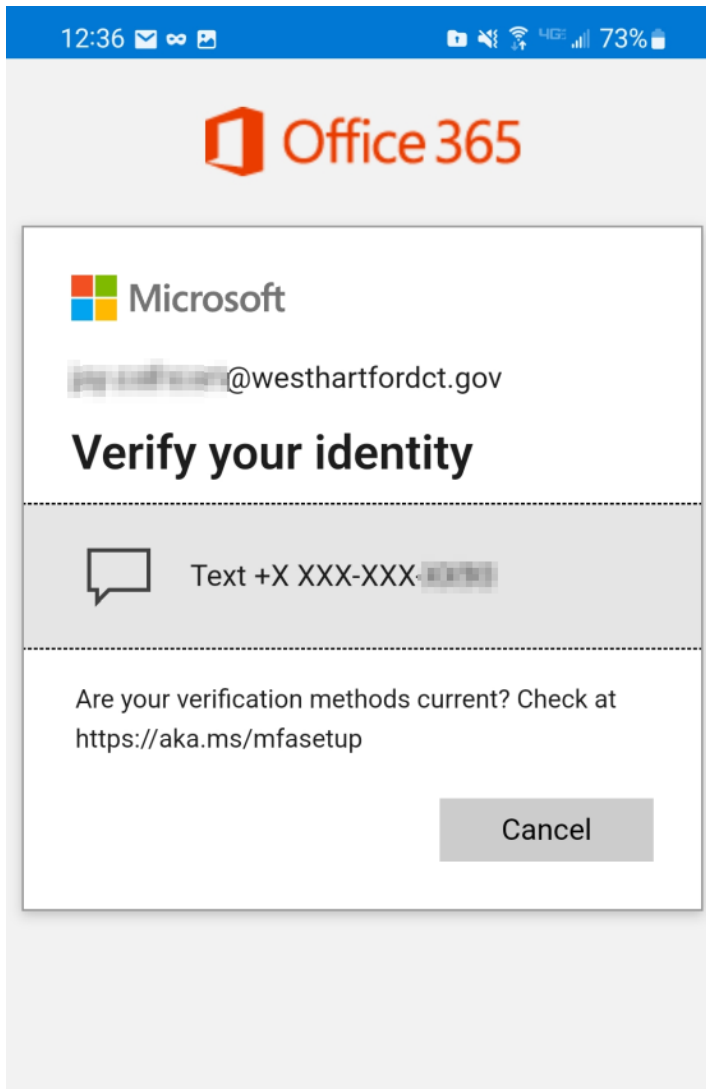 12:36 4GE 73%
Office 365
Microsoft
@westhartfordct.gov
Verify your identity
Text +X XXX-XXX-
Are your verification methods current? Check at
https://aka.ms/mfasetup
Cancel